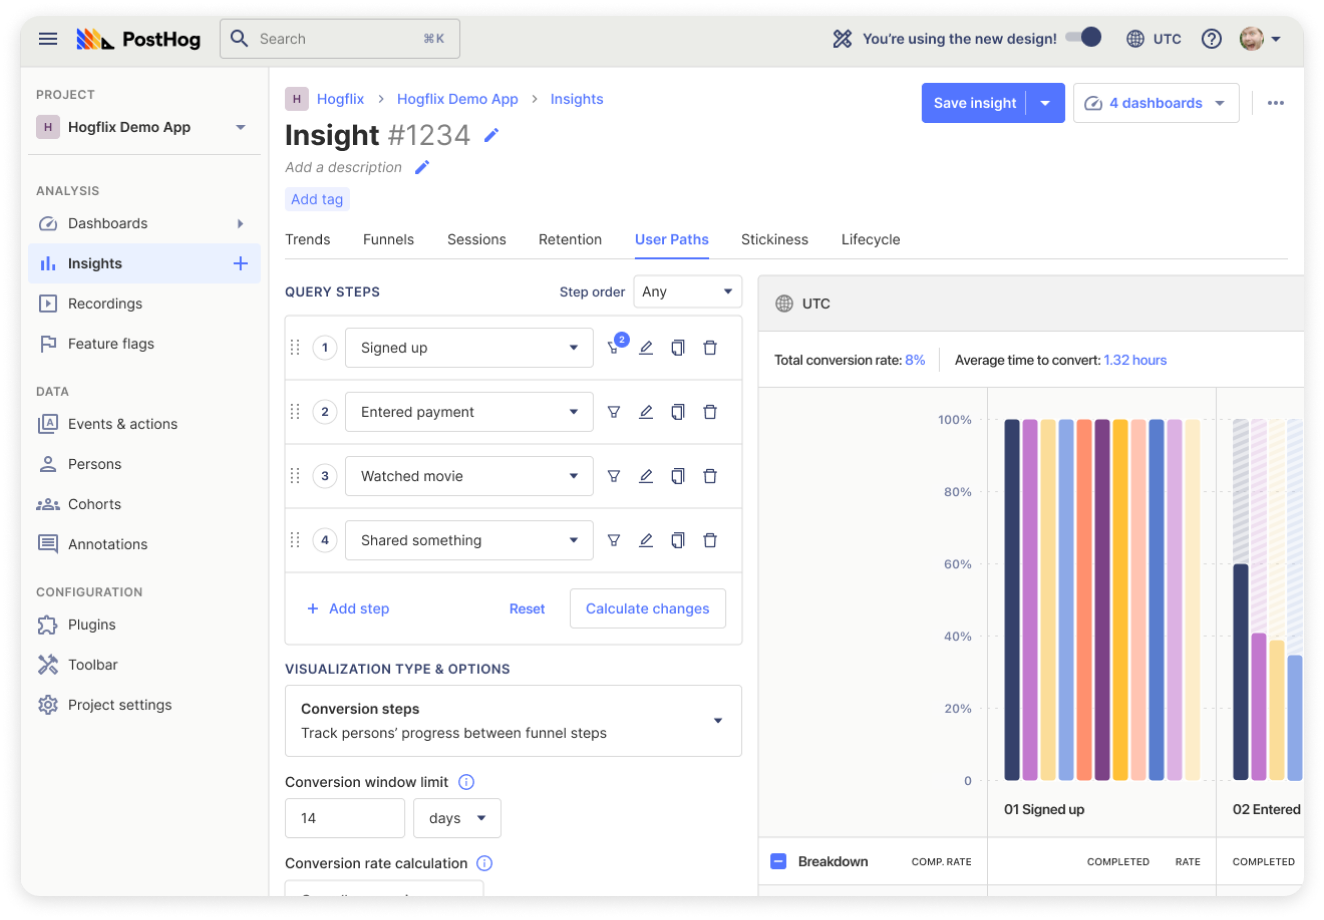 PostHog
Search
⌘K
You're using the new design!
UTC
PROJECT
H
Hogflix Demo App
ANALYSIS
Dashboards
Insights
Recordings
Feature flags
DATA
Events & actions
Persons
Cohorts
Annotations
CONFIGURATION
Plugins
Toolbar
Project settings
H Hogflix > Hogflix Demo App > Insights
Insight #1234
Add a description
Add tag
Save insight
4 dashboards
Trends Funnels Sessions Retention User Paths Stickiness Lifecycle
QUERY STEPS
Step order
Any
1 Signed up 2
2 Entered payment
3 Watched movie
4 Shared something
+ Add step
Reset
Calculate changes
VISUALIZATION TYPE & OPTIONS
Conversion steps
Track persons' progress between funnel steps
Conversion window limit
14
days
Conversion rate calculation
UTC
Total conversion rate: 8%
Average time to convert: 1.32 hours
100%
80%
60%
40%
20%
0
01 Signed up
02 Entered
Breakdown
COMP. RATE
COMPLETED
RATE
COMPLETED